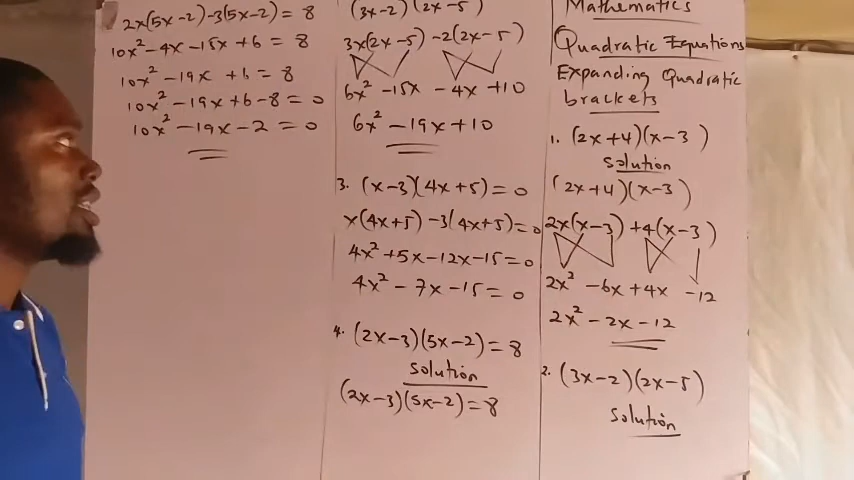 Mathematics
Quadratic Equations
Expanding Quadratic
brackets
1. (2x+4)(x-3)
Solution
(2x+4)(x-3)
2x(x-3) +4(x-3)
2x² -6x +4x -12
2x² -2x -12
2. (3x-2)(2x-5)
Solution
(3x-2)(2x-5)
3x(2x-5) -2(2x-5)
6x² -15x -4x +10
6x² -19x +10
3. (x-3)(4x+5) = 0
x(4x+5) -3(4x+5) = 0
4x² +5x -12x -15 = 0
4x² -7x -15 = 0
4. (2x-3)(5x-2) = 8
Solution
(2x-3)(5x-2) = 8
2x(5x-2) -3(5x-2) = 8
10x² -4x -15x +6 = 8
10x² -19x +6 = 8
10x² -19x +6 -8 = 0
10x² -19x -2 = 0